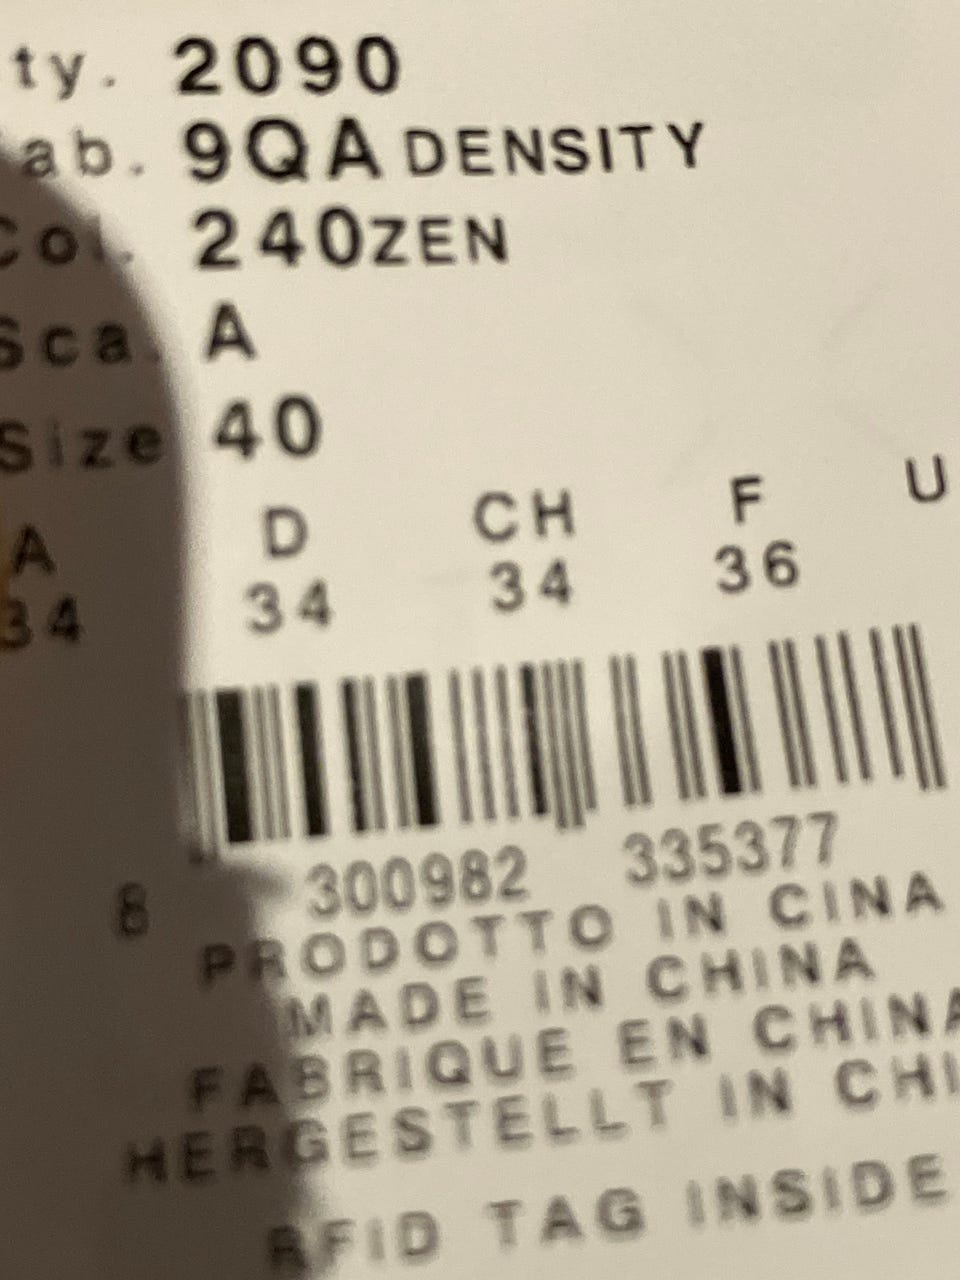 ty. 2090
ab. 9QA DENSITY
Col. 240ZEN
Sca. A
Size 40
A D CH F U
34 34 34 36
8 300982 335377
PRODOTTO IN CINA
MADE IN CHINA
FABRIQUE EN CHINA
HERGESTELLT IN CHI
RFID TAG INSIDE